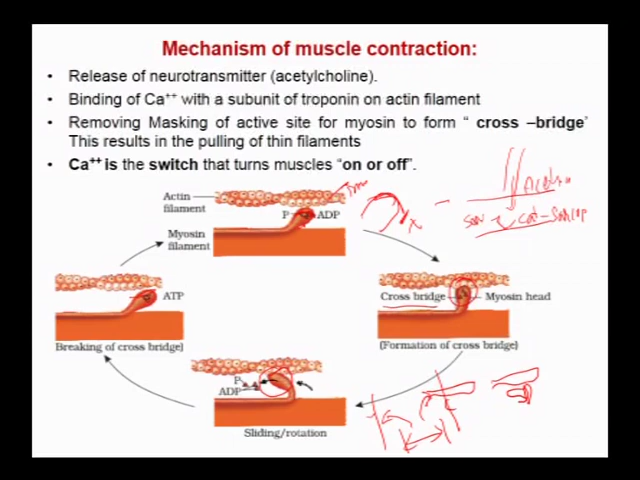 Mechanism of muscle contraction:
• Release of neurotransmitter (acetylcholine).
• Binding of Ca++ with a subunit of troponin on actin filament
• Removing Masking of active site for myosin to form “ cross –bridge’
This results in the pulling of thin filaments
• Ca++ is the switch that turns muscles “on or off”.
Actin
filament
P
ADP
Myosin
filament
ATP
Cross bridge
Myosin head
Breaking of cross bridge)
(Formation of cross bridge)
P
ADP
Sliding/rotation